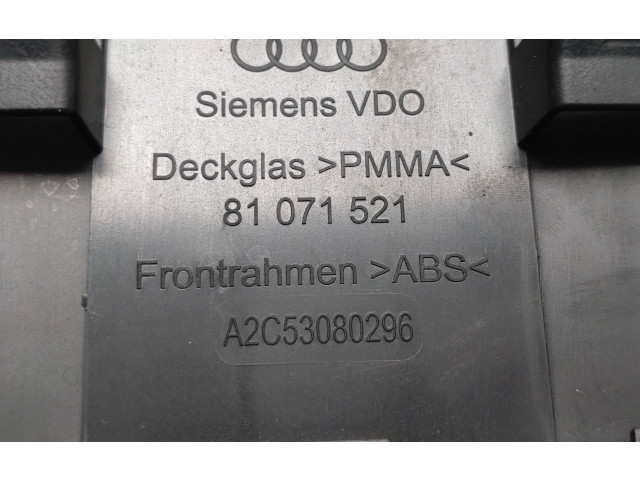 Siemens VDO
Deckglas >PMMA<
81 071 521
Frontrahmen >ABS<
A2C53080296